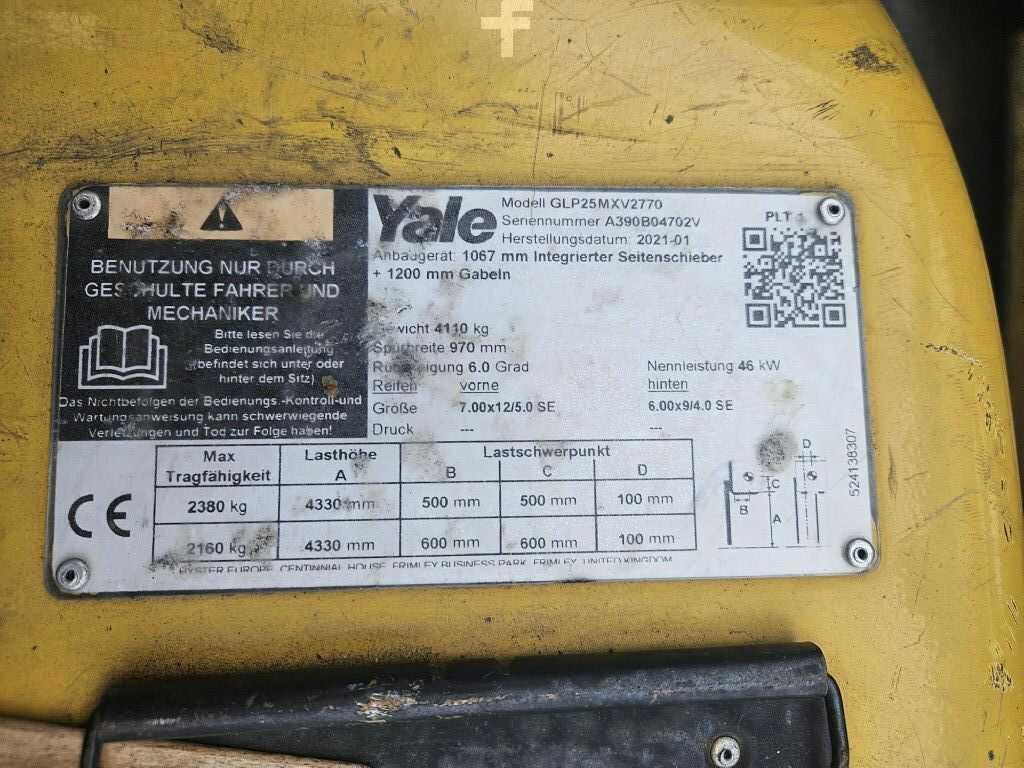 BENUTZUNG NUR DURCH
GESCHULTE FAHRER UND
MECHANIKER
Bitte lesen Sie die
Bedienungsanleitung
(befindet sich unter oder
hinter dem Sitz)
Das Nichtbefolgen der Bedienungs.-Kontroll-und
Wartungsanweisung kann schwerwiegende
Verletzungen und Tod zur Folge haben!
Yale
Modell GLP25MXV2770
Seriennummer A390B04702V
Herstellungsdatum: 2021-01
Anbaugerät: 1067 mm Integrierter Seitenschieber
+ 1200 mm Gabeln
PLT
Gewicht 4110 kg
Spurbreite 970 mm
Rückneigung 6.0 Grad Nennleistung 46 kW
Reifen vorne hinten
Größe 7.00x12/5.0 SE 6.00x9/4.0 SE
Druck --- ---
Max Tragfähigkeit Lasthöhe A Lastschwerpunkt B C D
2380 kg 4330 mm 500 mm 500 mm 100 mm
2160 kg 4330 mm 600 mm 600 mm 100 mm
CE
HYSTER EUROPE, CENTINNIAL HOUSE, FRIMLEY BUSINESS PARK, FRIMLEY, UNITED KINGDOM
D
C
B
A
524138307